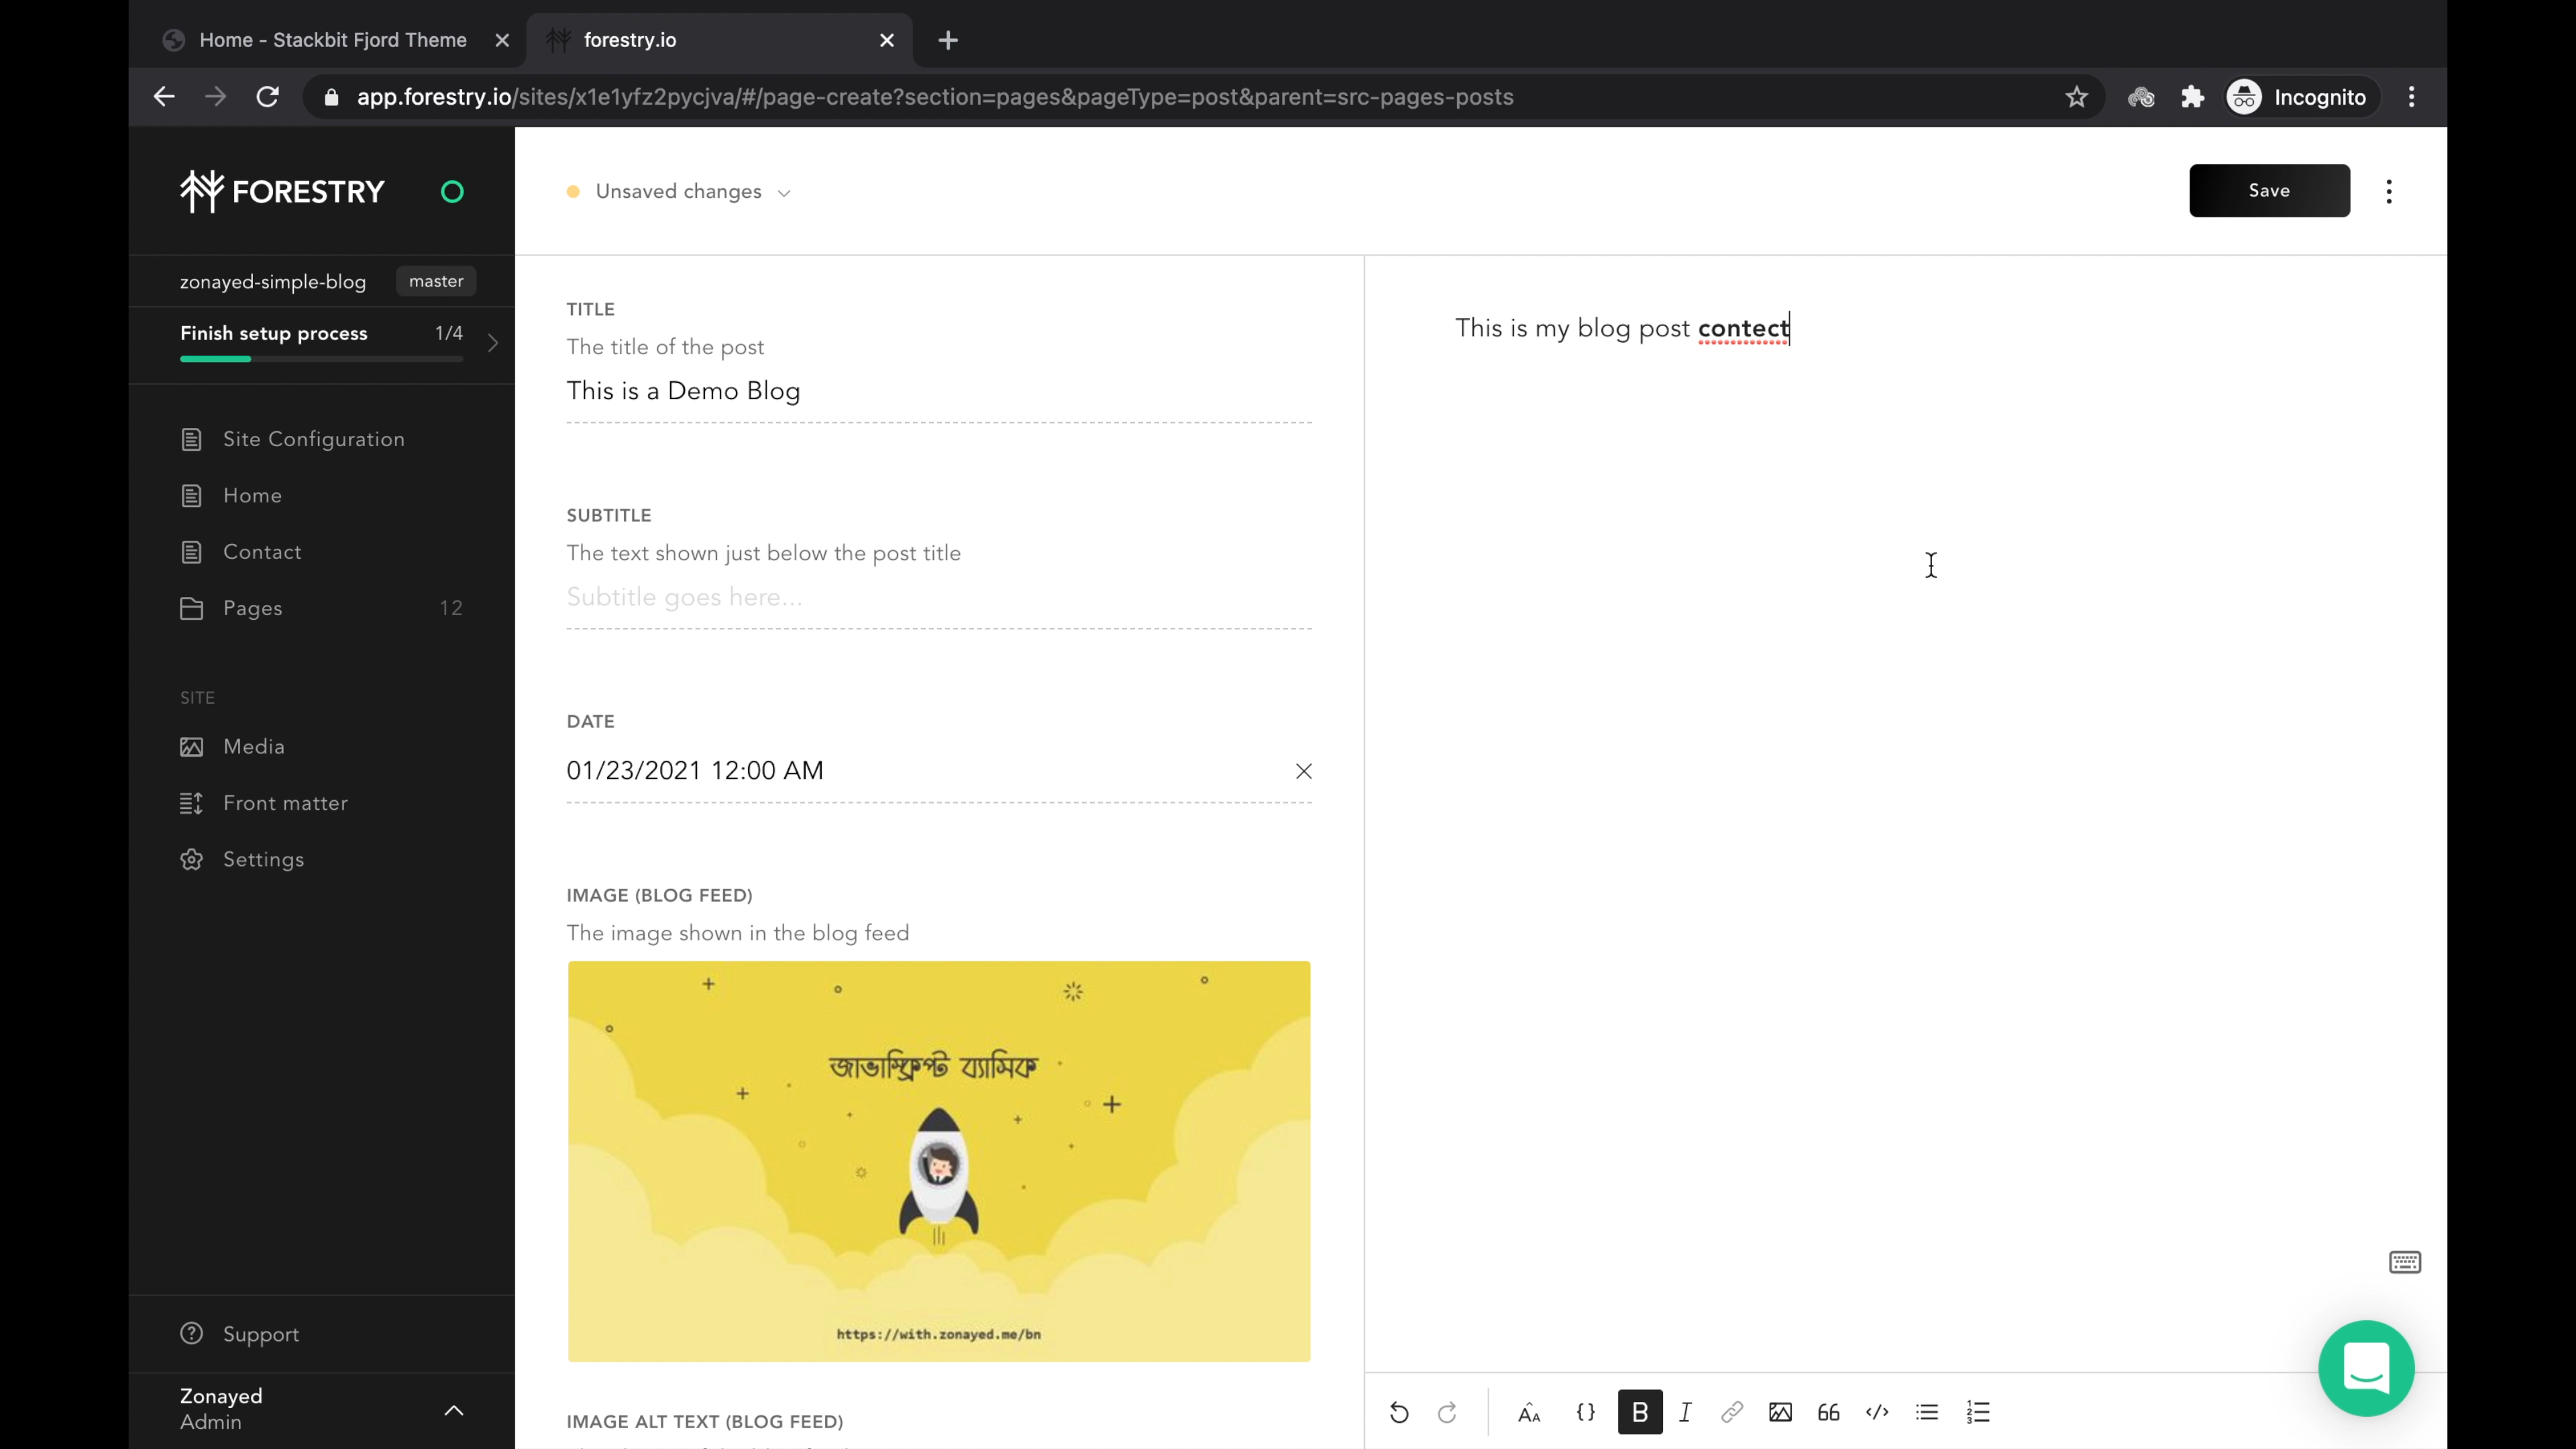 Home - Stackbit Fjord Theme
forestry.io
app.forestry.io/sites/x1e1yfz2pycjva/#/page-create?section=pages&pageType=post&parent=src-pages-posts
Incognito
FORESTRY
Unsaved changes
Save
zonayed-simple-blog
master
Finish setup process
1/4
Site Configuration
Home
Contact
Pages
12
SITE
Media
Front matter
Settings
Support
Zonayed
Admin
TITLE
The title of the post
This is a Demo Blog
SUBTITLE
The text shown just below the post title
Subtitle goes here...
DATE
01/23/2021 12:00 AM
IMAGE (BLOG FEED)
The image shown in the blog feed
জাভাস্ক্রিপ্ট ব্যাসিক
https://with.zonayed.me/bn
IMAGE ALT TEXT (BLOG FEED)
This is my blog post contect